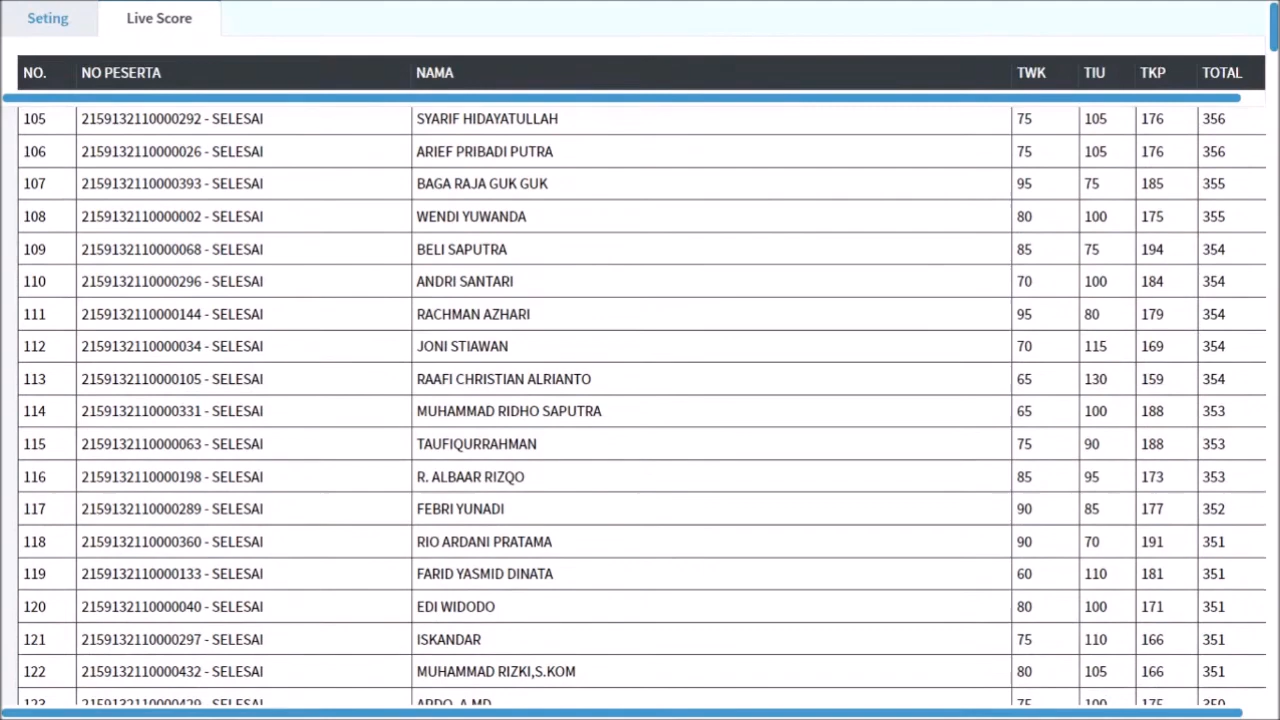 Seting Live Score
NO. NO PESERTA NAMA TWK TIU TKP TOTAL
105 2159132110000292 - SELESAI SYARIF HIDAYATULLAH 75 105 176 356
106 2159132110000026 - SELESAI ARIEF PRIBADI PUTRA 75 105 176 356
107 2159132110000393 - SELESAI BAGA RAJA GUK GUK 95 75 185 355
108 2159132110000002 - SELESAI WENDI YUWANDA 80 100 175 355
109 2159132110000068 - SELESAI BELI SAPUTRA 85 75 194 354
110 2159132110000296 - SELESAI ANDRI SANTARI 70 100 184 354
111 2159132110000144 - SELESAI RACHMAN AZHARI 95 80 179 354
112 2159132110000034 - SELESAI JONI STIAWAN 70 115 169 354
113 2159132110000105 - SELESAI RAAFI CHRISTIAN ALRIANTO 65 130 159 354
114 2159132110000331 - SELESAI MUHAMMAD RIDHO SAPUTRA 65 100 188 353
115 2159132110000063 - SELESAI TAUFIQURRAHMAN 75 90 188 353
116 2159132110000198 - SELESAI R. ALBAAR RIZQO 85 95 173 353
117 2159132110000289 - SELESAI FEBRI YUNADI 90 85 177 352
118 2159132110000360 - SELESAI RIO ARDANI PRATAMA 90 70 191 351
119 2159132110000133 - SELESAI FARID YASMID DINATA 60 110 181 351
120 2159132110000040 - SELESAI EDI WIDODO 80 100 171 351
121 2159132110000297 - SELESAI ISKANDAR 75 110 166 351
122 2159132110000432 - SELESAI MUHAMMAD RIZKI,S.KOM 80 105 166 351
123 2159132110000429 - SELESAI ARDO, A.MD 75 100 175 350